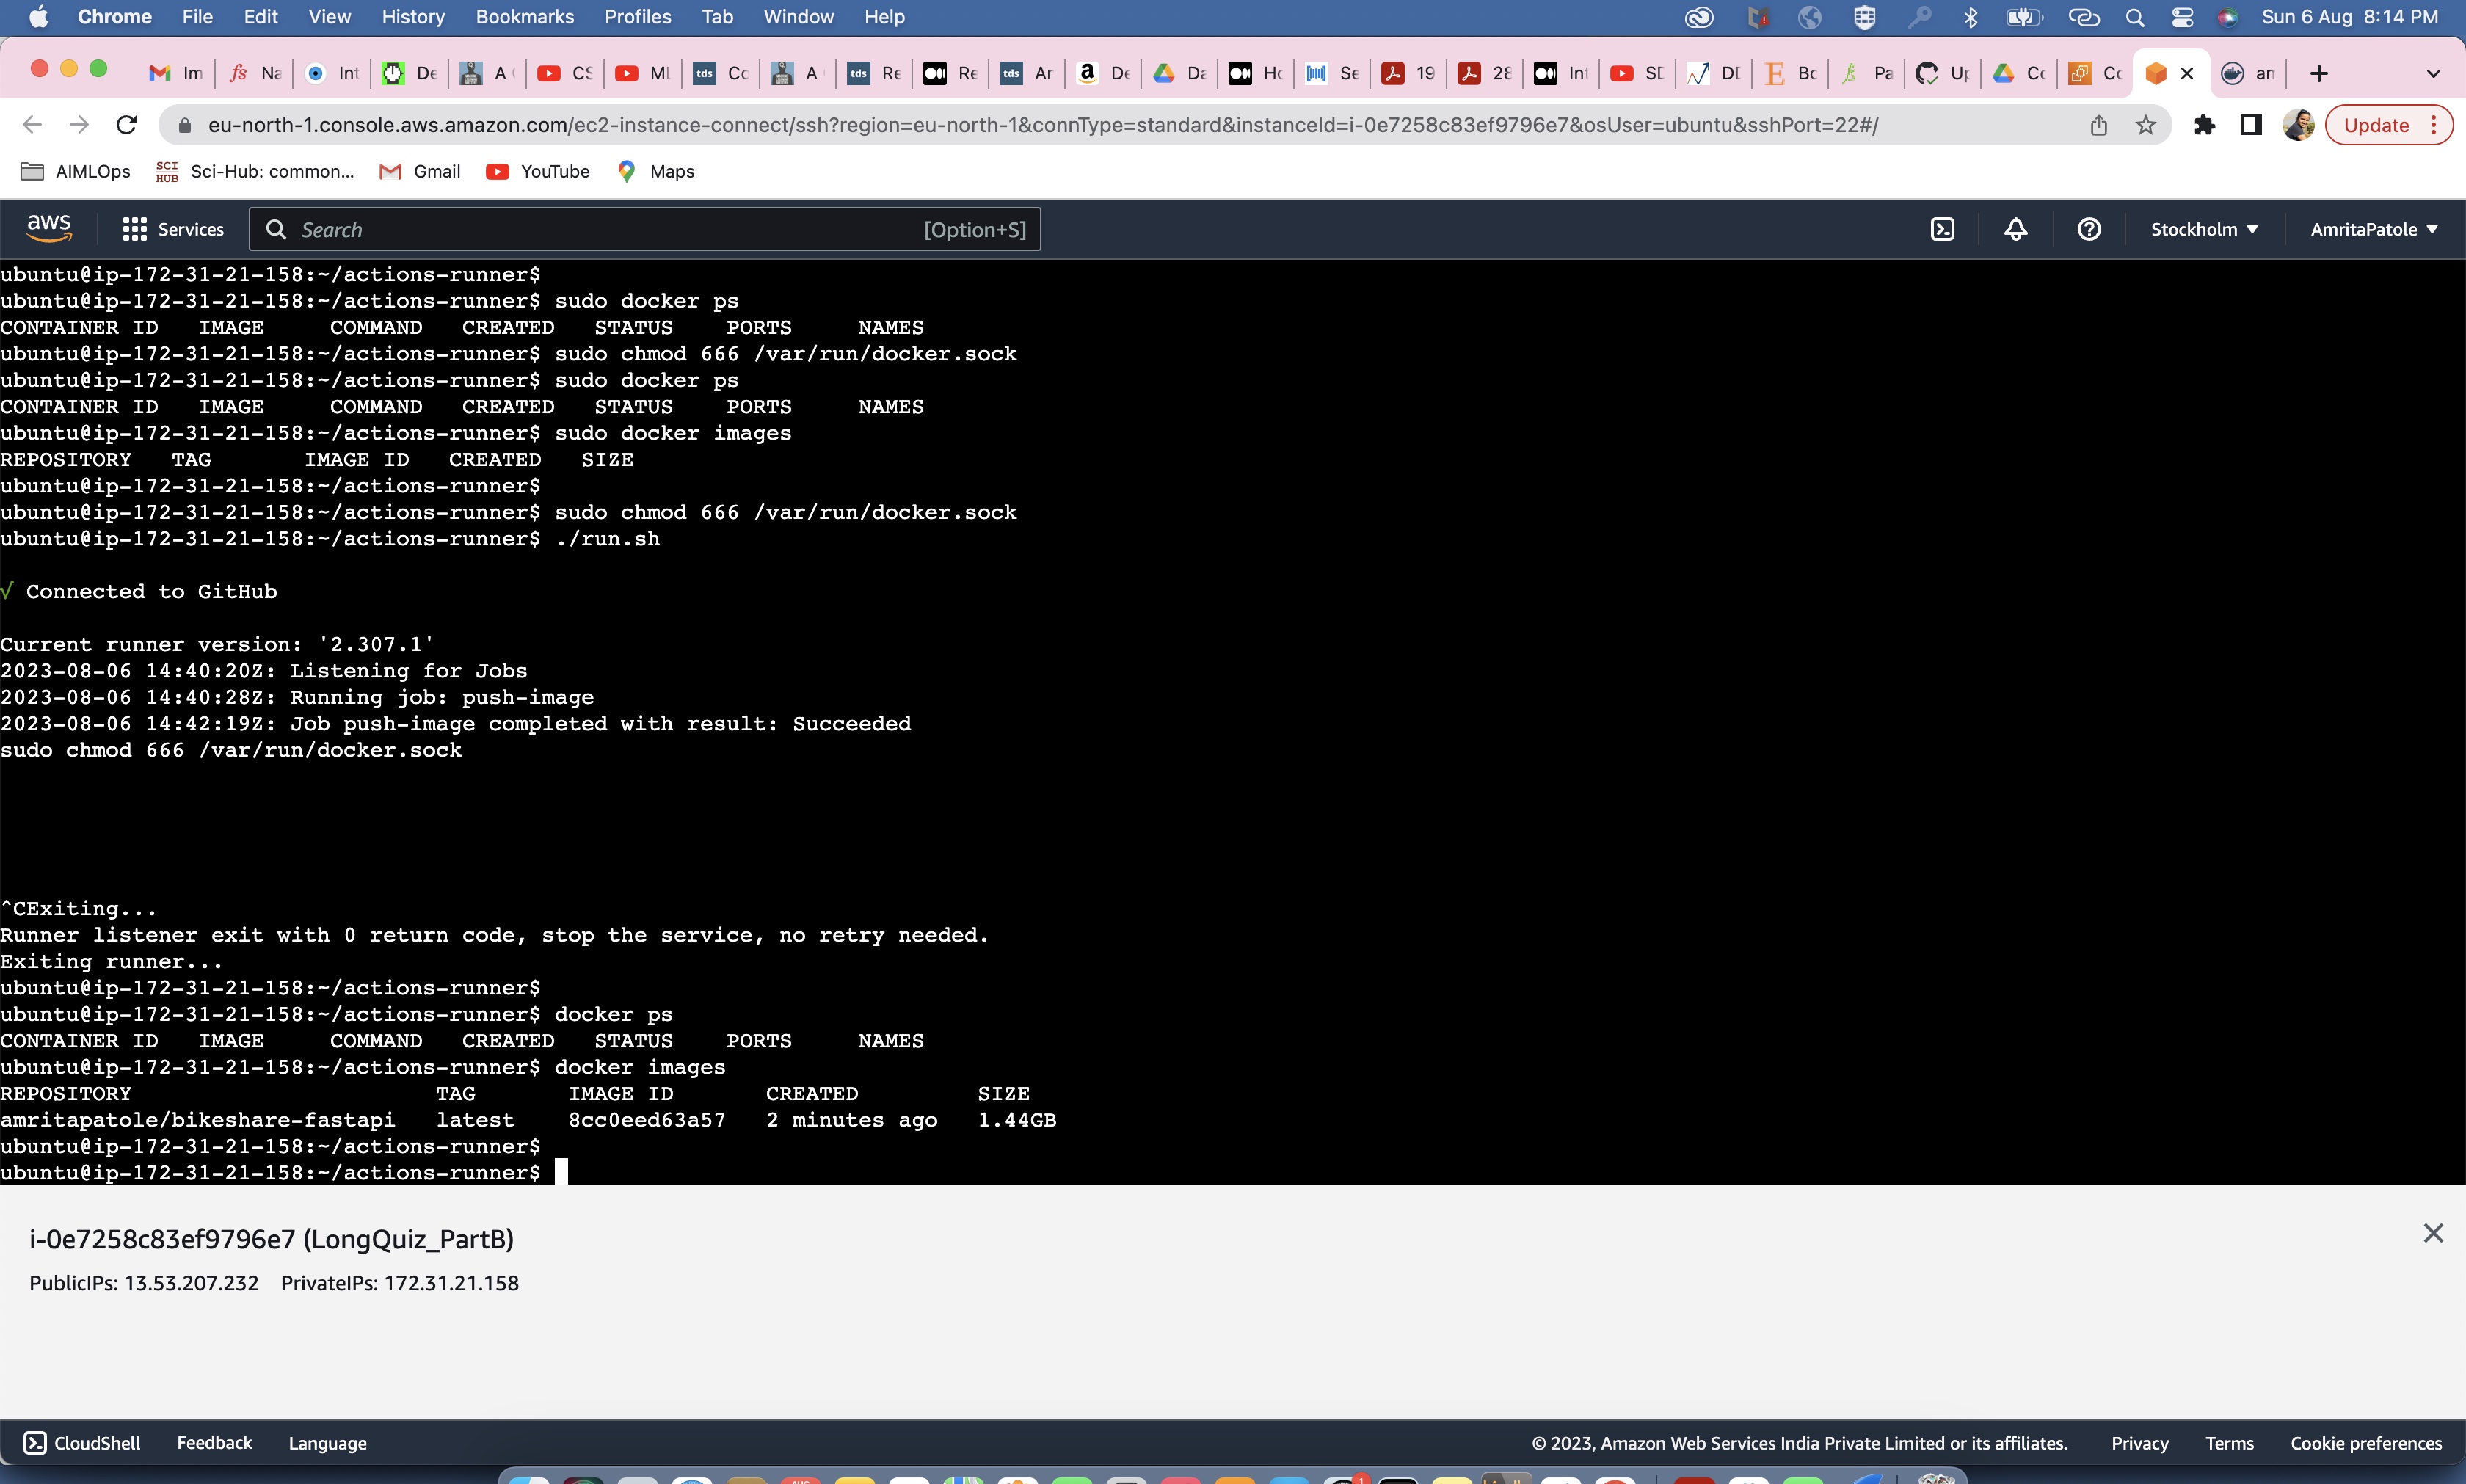 Chrome File Edit View History Bookmarks Profiles Tab Window Help Sun 6 Aug 8:14 PM
Im Na Int De A CS ML Cc A Re Re Ar De Da Ho Se 19 28 Int SD DD Bo Pa Up Co Co am
eu-north-1.console.aws.amazon.com/ec2-instance-connect/ssh?region=eu-north-1&connType=standard&instanceId=i-0e7258c83ef9796e7&osUser=ubuntu&sshPort=22#/ Update
AIMLOps SCI HUB Sci-Hub: common... Gmail YouTube Maps
aws Services Search [Option+S] Stockholm ▼ AmritaPatole ▼
ubuntu@ip-172-31-21-158:~/actions-runner$
ubuntu@ip-172-31-21-158:~/actions-runner$ sudo docker ps
CONTAINER ID IMAGE COMMAND CREATED STATUS PORTS NAMES
ubuntu@ip-172-31-21-158:~/actions-runner$ sudo chmod 666 /var/run/docker.sock
ubuntu@ip-172-31-21-158:~/actions-runner$ sudo docker ps
CONTAINER ID IMAGE COMMAND CREATED STATUS PORTS NAMES
ubuntu@ip-172-31-21-158:~/actions-runner$ sudo docker images
REPOSITORY TAG IMAGE ID CREATED SIZE
ubuntu@ip-172-31-21-158:~/actions-runner$
ubuntu@ip-172-31-21-158:~/actions-runner$ sudo chmod 666 /var/run/docker.sock
ubuntu@ip-172-31-21-158:~/actions-runner$ ./run.sh
√ Connected to GitHub
Current runner version: '2.307.1'
2023-08-06 14:40:20Z: Listening for Jobs
2023-08-06 14:40:28Z: Running job: push-image
2023-08-06 14:42:19Z: Job push-image completed with result: Succeeded
sudo chmod 666 /var/run/docker.sock
^CExiting...
Runner listener exit with 0 return code, stop the service, no retry needed.
Exiting runner...
ubuntu@ip-172-31-21-158:~/actions-runner$
ubuntu@ip-172-31-21-158:~/actions-runner$ docker ps
CONTAINER ID IMAGE COMMAND CREATED STATUS PORTS NAMES
ubuntu@ip-172-31-21-158:~/actions-runner$ docker images
REPOSITORY TAG IMAGE ID CREATED SIZE
amritapatole/bikeshare-fastapi latest 8cc0eed63a57 2 minutes ago 1.44GB
ubuntu@ip-172-31-21-158:~/actions-runner$
ubuntu@ip-172-31-21-158:~/actions-runner$
i-0e7258c83ef9796e7 (LongQuiz_PartB)
PublicIPs: 13.53.207.232 PrivateIPs: 172.31.21.158
CloudShell Feedback Language © 2023, Amazon Web Services India Private Limited or its affiliates. Privacy Terms Cookie preferences